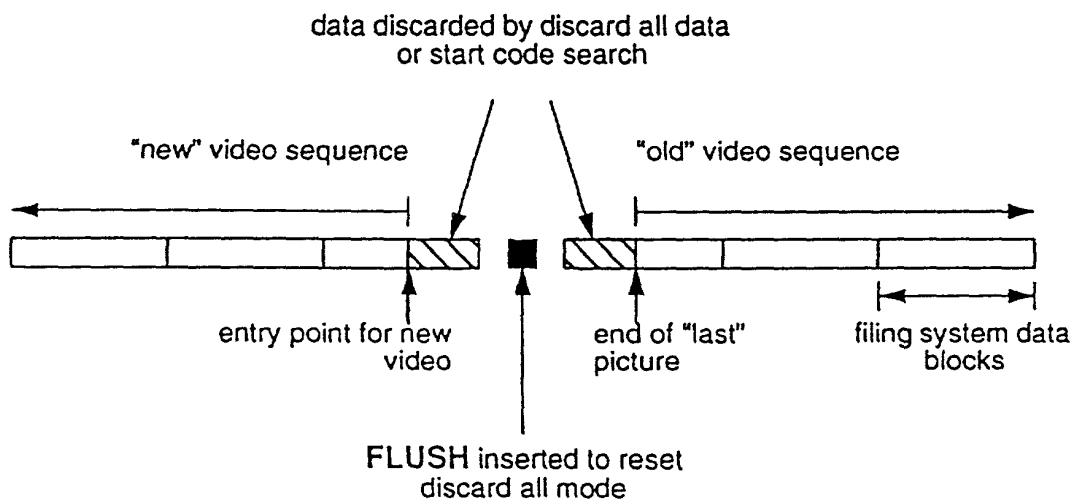 data discarded by discard all data
or start code search
"new" video sequence
"old" video sequence
entry point for new
video
end of "last"
picture
filing system data
blocks
FLUSH inserted to reset
discard all mode